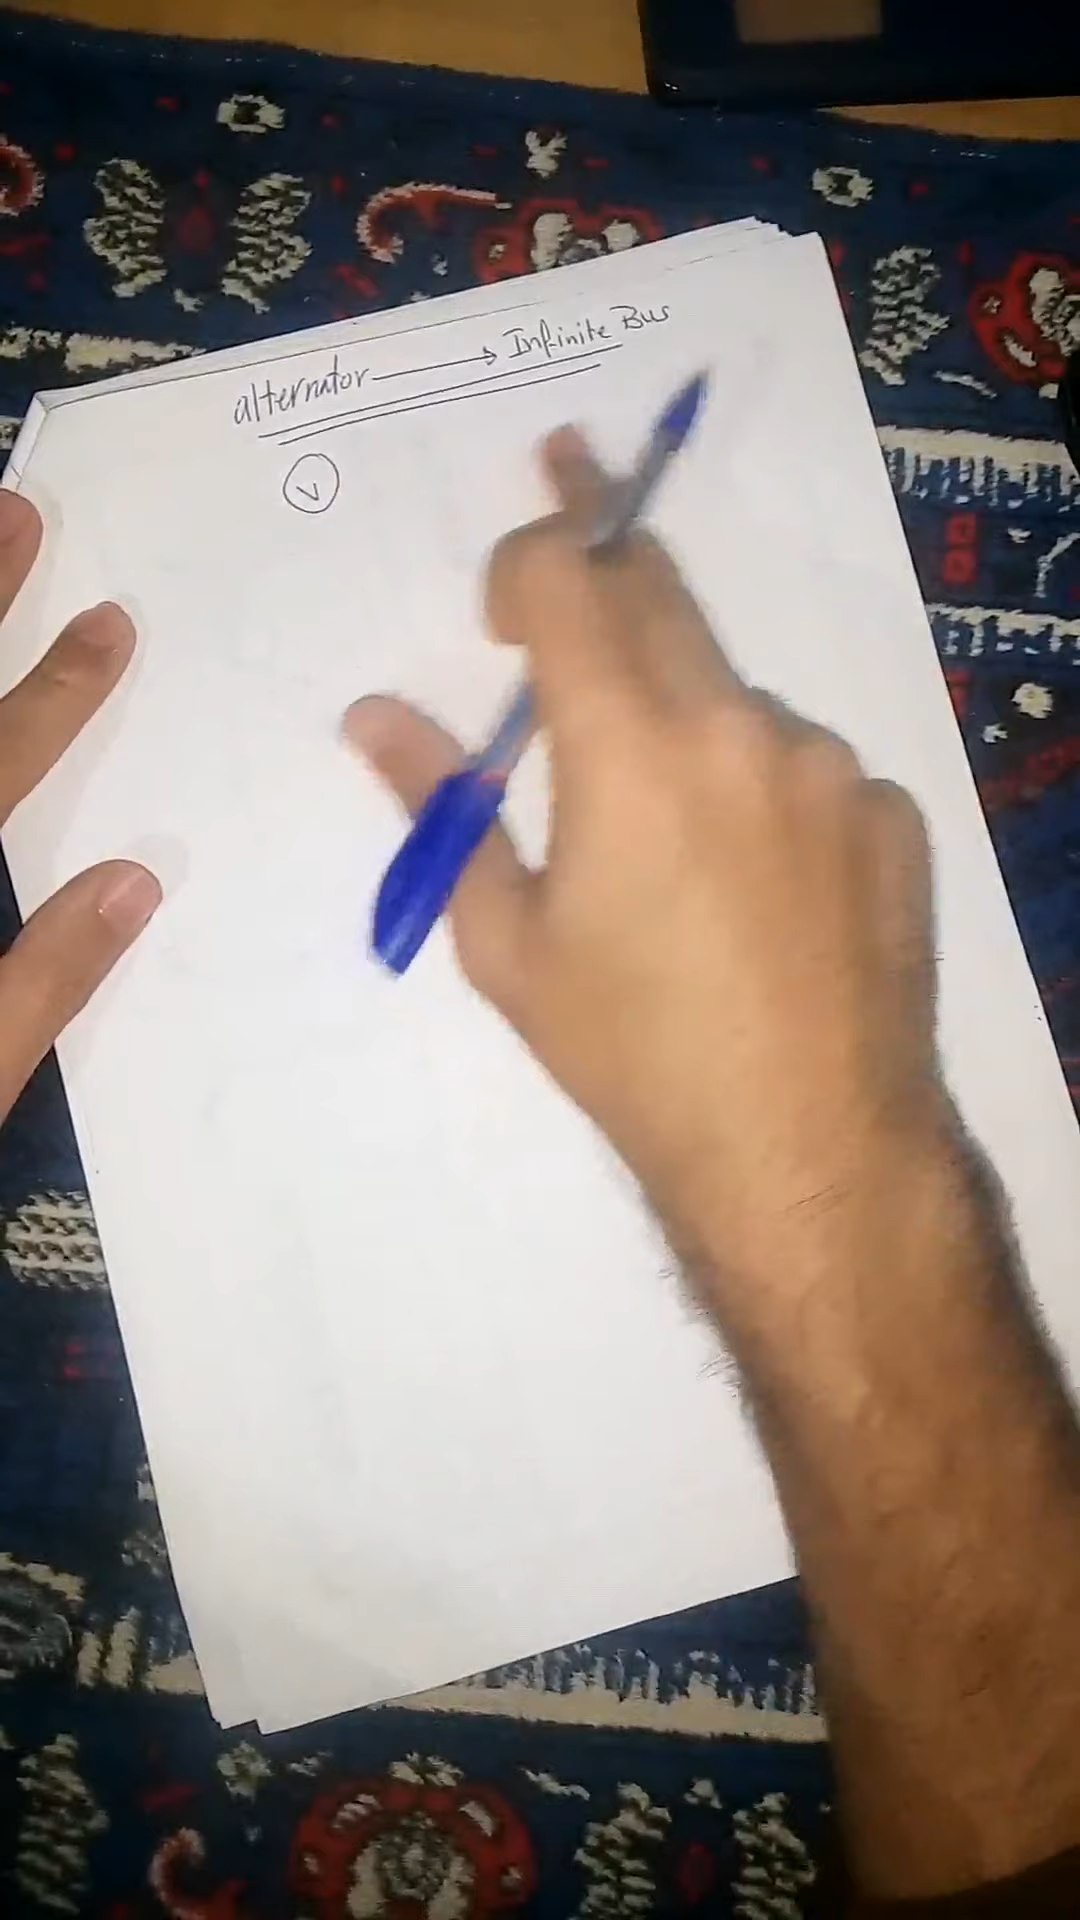 alternator → Infinite Bus
V